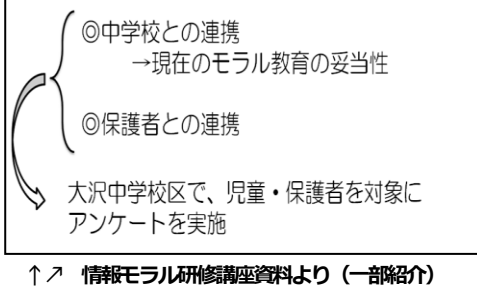 ◎中学校との連携
→現在のモラル教育の妥当性
◎保護者との連携
大沢中学校区で、児童・保護者を対象に
アンケートを実施
↑↗ 情報モラル研修講座資料より（一部紹介）